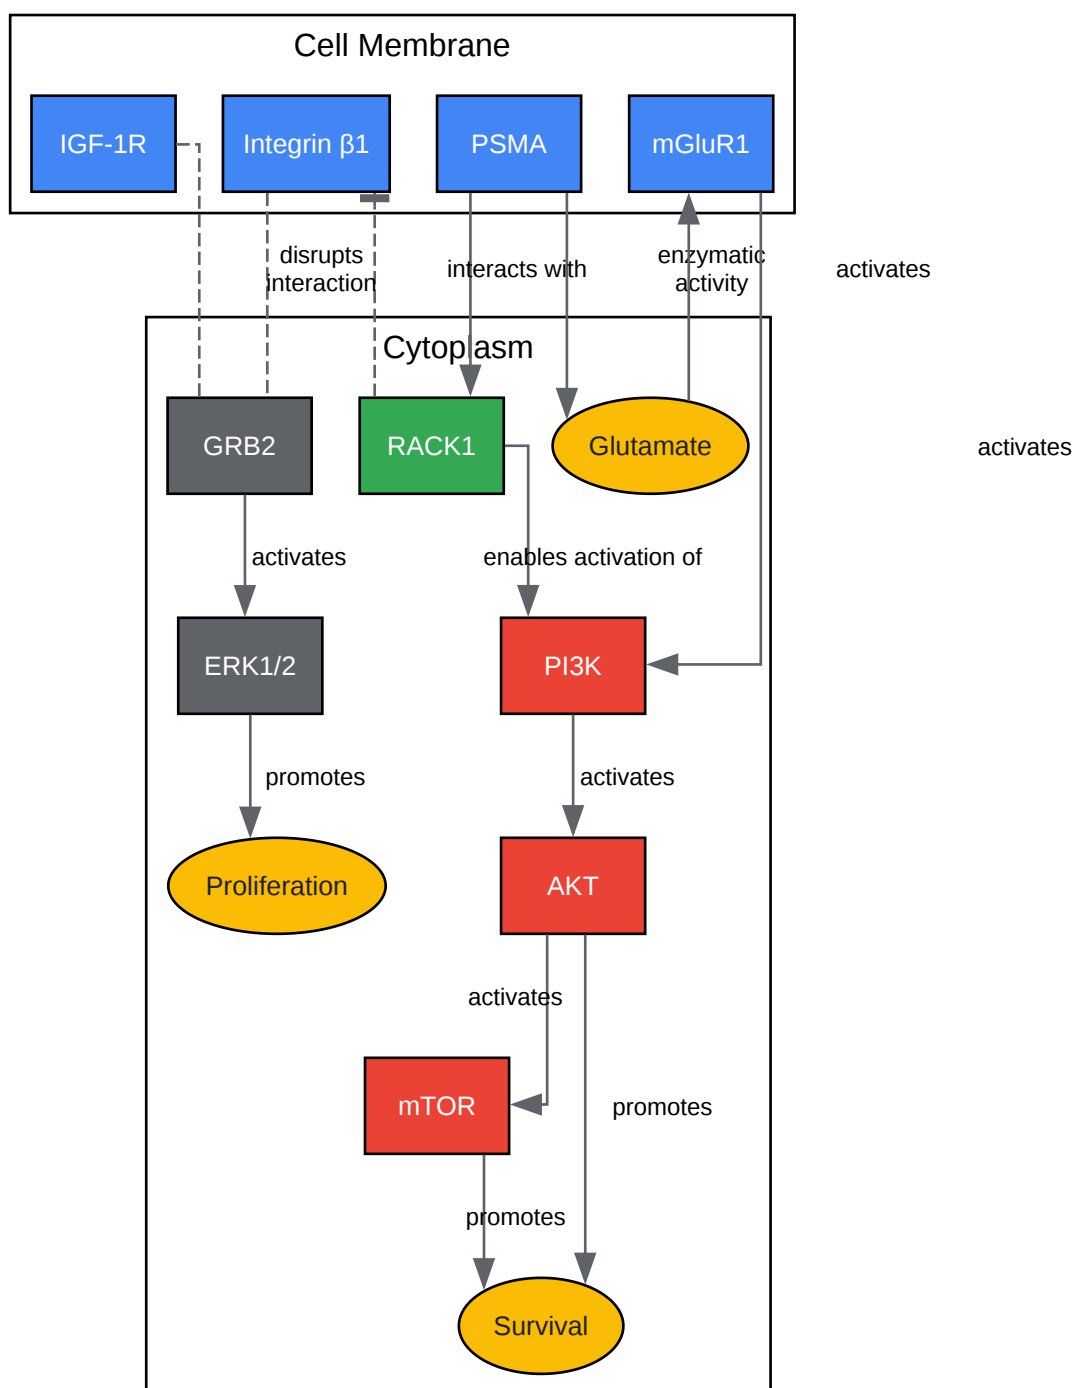 Cell Membrane
IGF-1R
Integrin β1
PSMA
mGluR1
disrupts
interaction
interacts with
enzymatic
activity
activates
Cytoplasm
GRB2
RACK1
Glutamate
activates
activates
enables activation of
ERK1/2
PI3K
promotes
activates
Proliferation
AKT
activates
mTOR
promotes
promotes
Survival